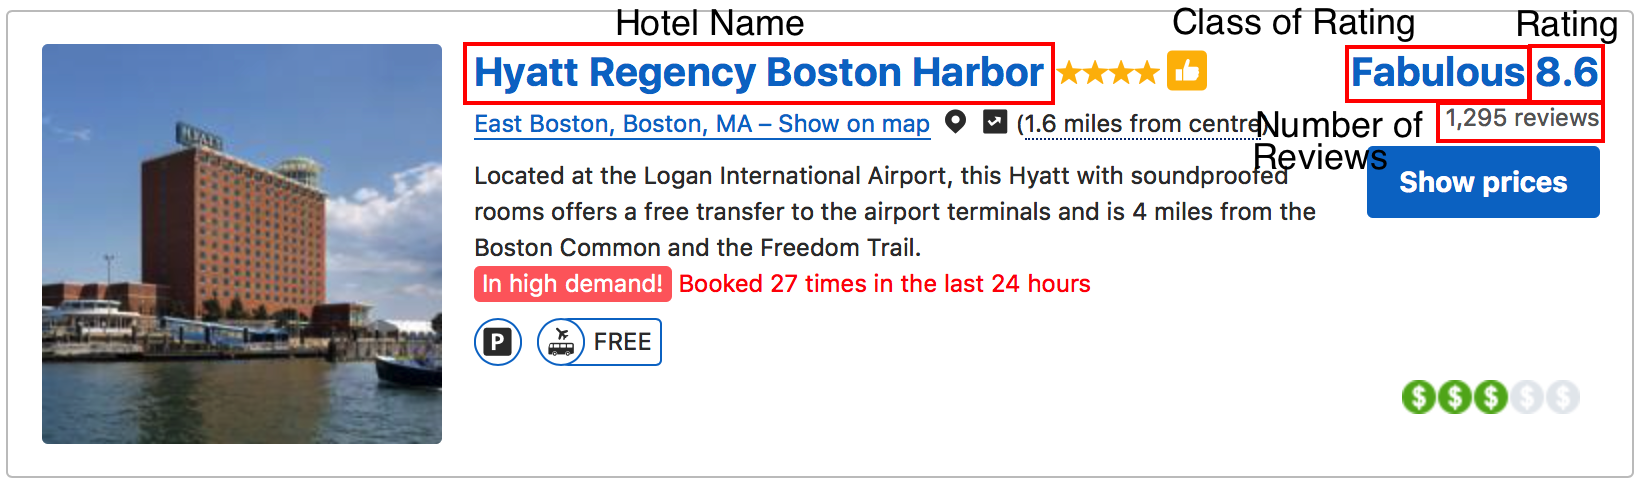 Hotel Name
Class of Rating
Rating
Hyatt Regency Boston Harbor
Fabulous 8.6
East Boston, Boston, MA – Show on map
(1.6 miles from centre)
Number of
Reviews
1,295 reviews
Located at the Logan International Airport, this Hyatt with soundproofed
rooms offers a free transfer to the airport terminals and is 4 miles from the
Boston Common and the Freedom Trail.
Show prices
In high demand! Booked 27 times in the last 24 hours
P
FREE
$ $ $ $ $
HYATT